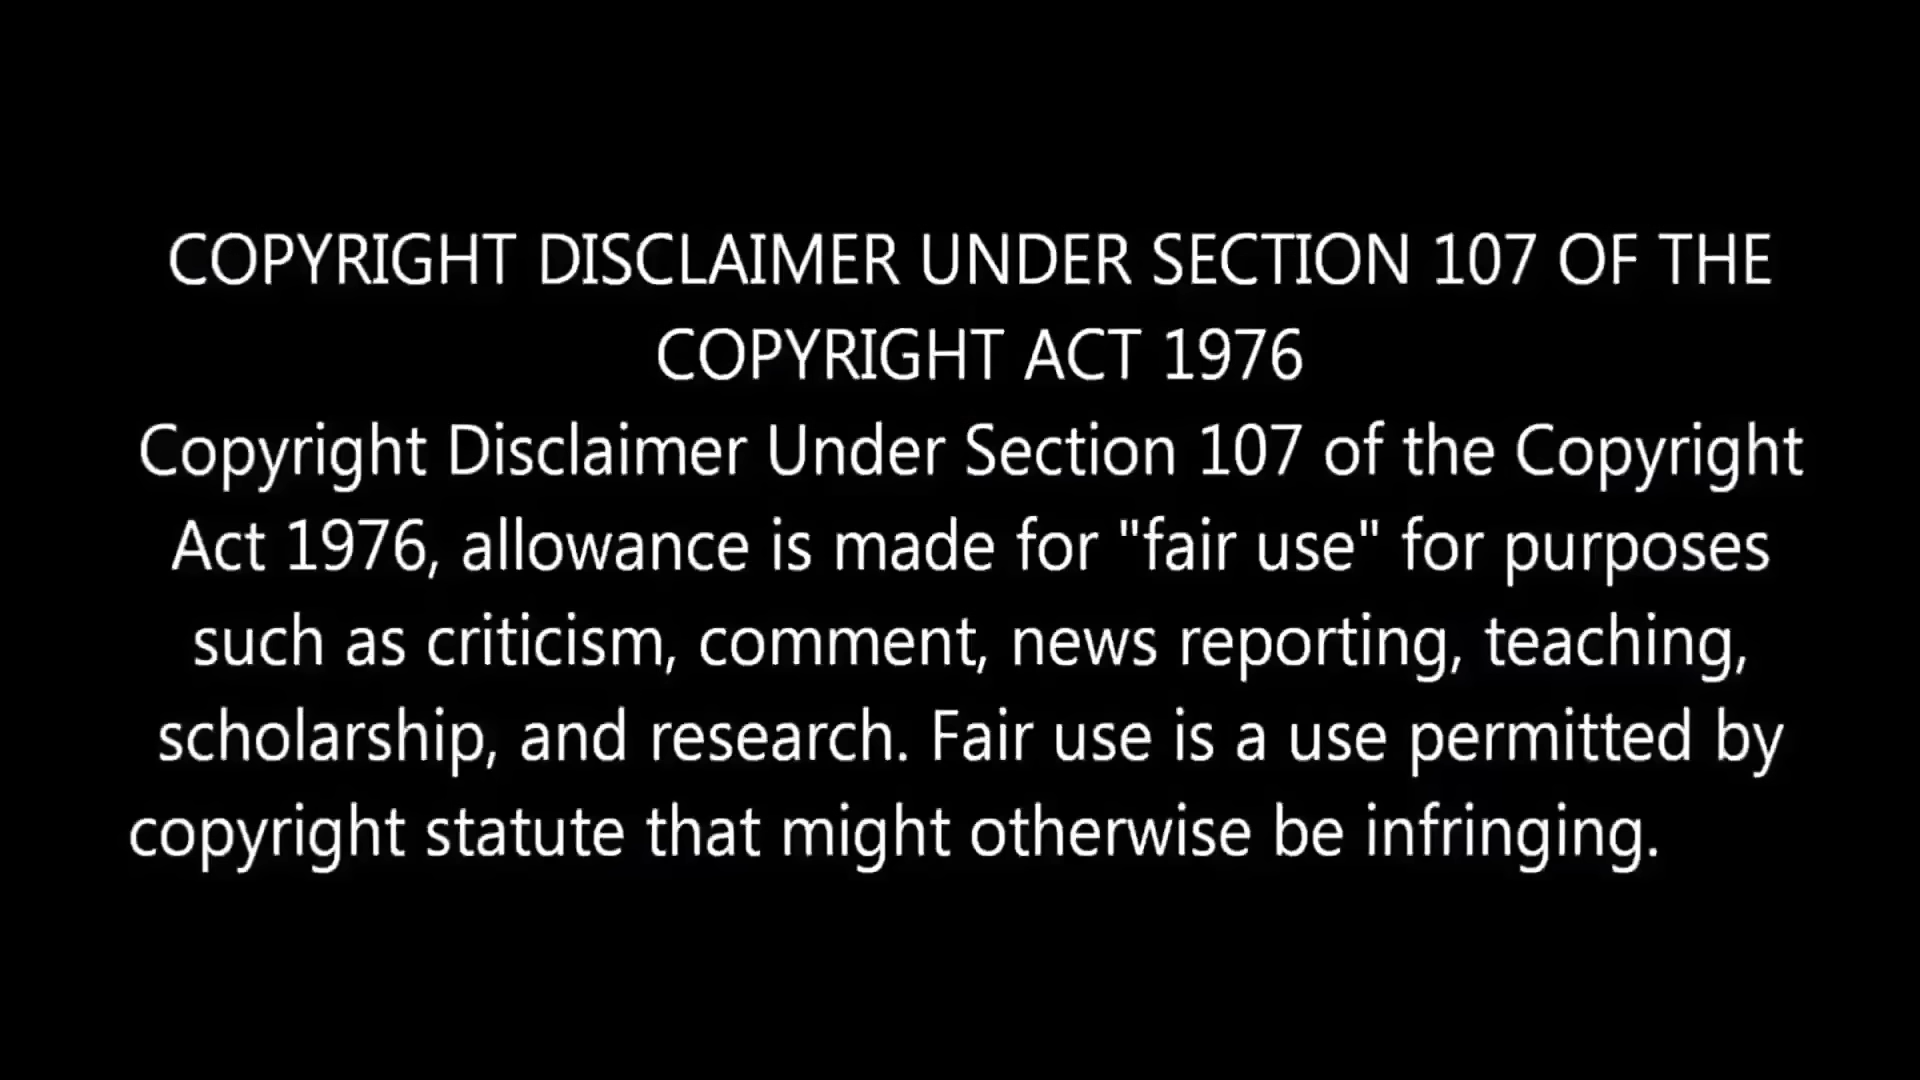 COPYRIGHT DISCLAIMER UNDER SECTION 107 OF THE
COPYRIGHT ACT 1976
Copyright Disclaimer Under Section 107 of the Copyright
Act 1976, allowance is made for "fair use" for purposes
such as criticism, comment, news reporting, teaching,
scholarship, and research. Fair use is a use permitted by
copyright statute that might otherwise be infringing.